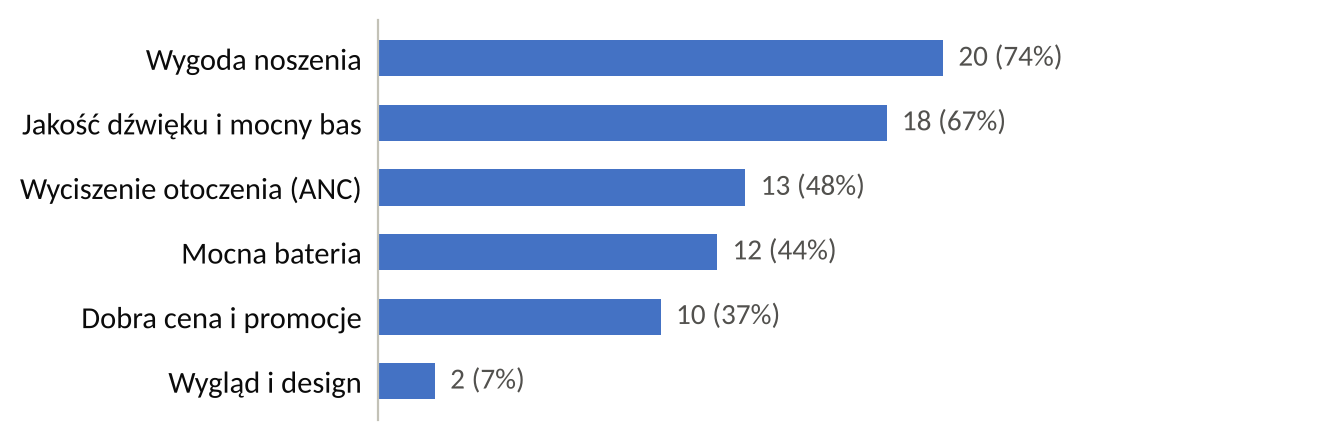 Wygoda noszenia 20 (74%)
Jakość dźwięku i mocny bas 18 (67%)
Wyciszenie otoczenia (ANC) 13 (48%)
Mocna bateria 12 (44%)
Dobra cena i promocje 10 (37%)
Wygląd i design 2 (7%)